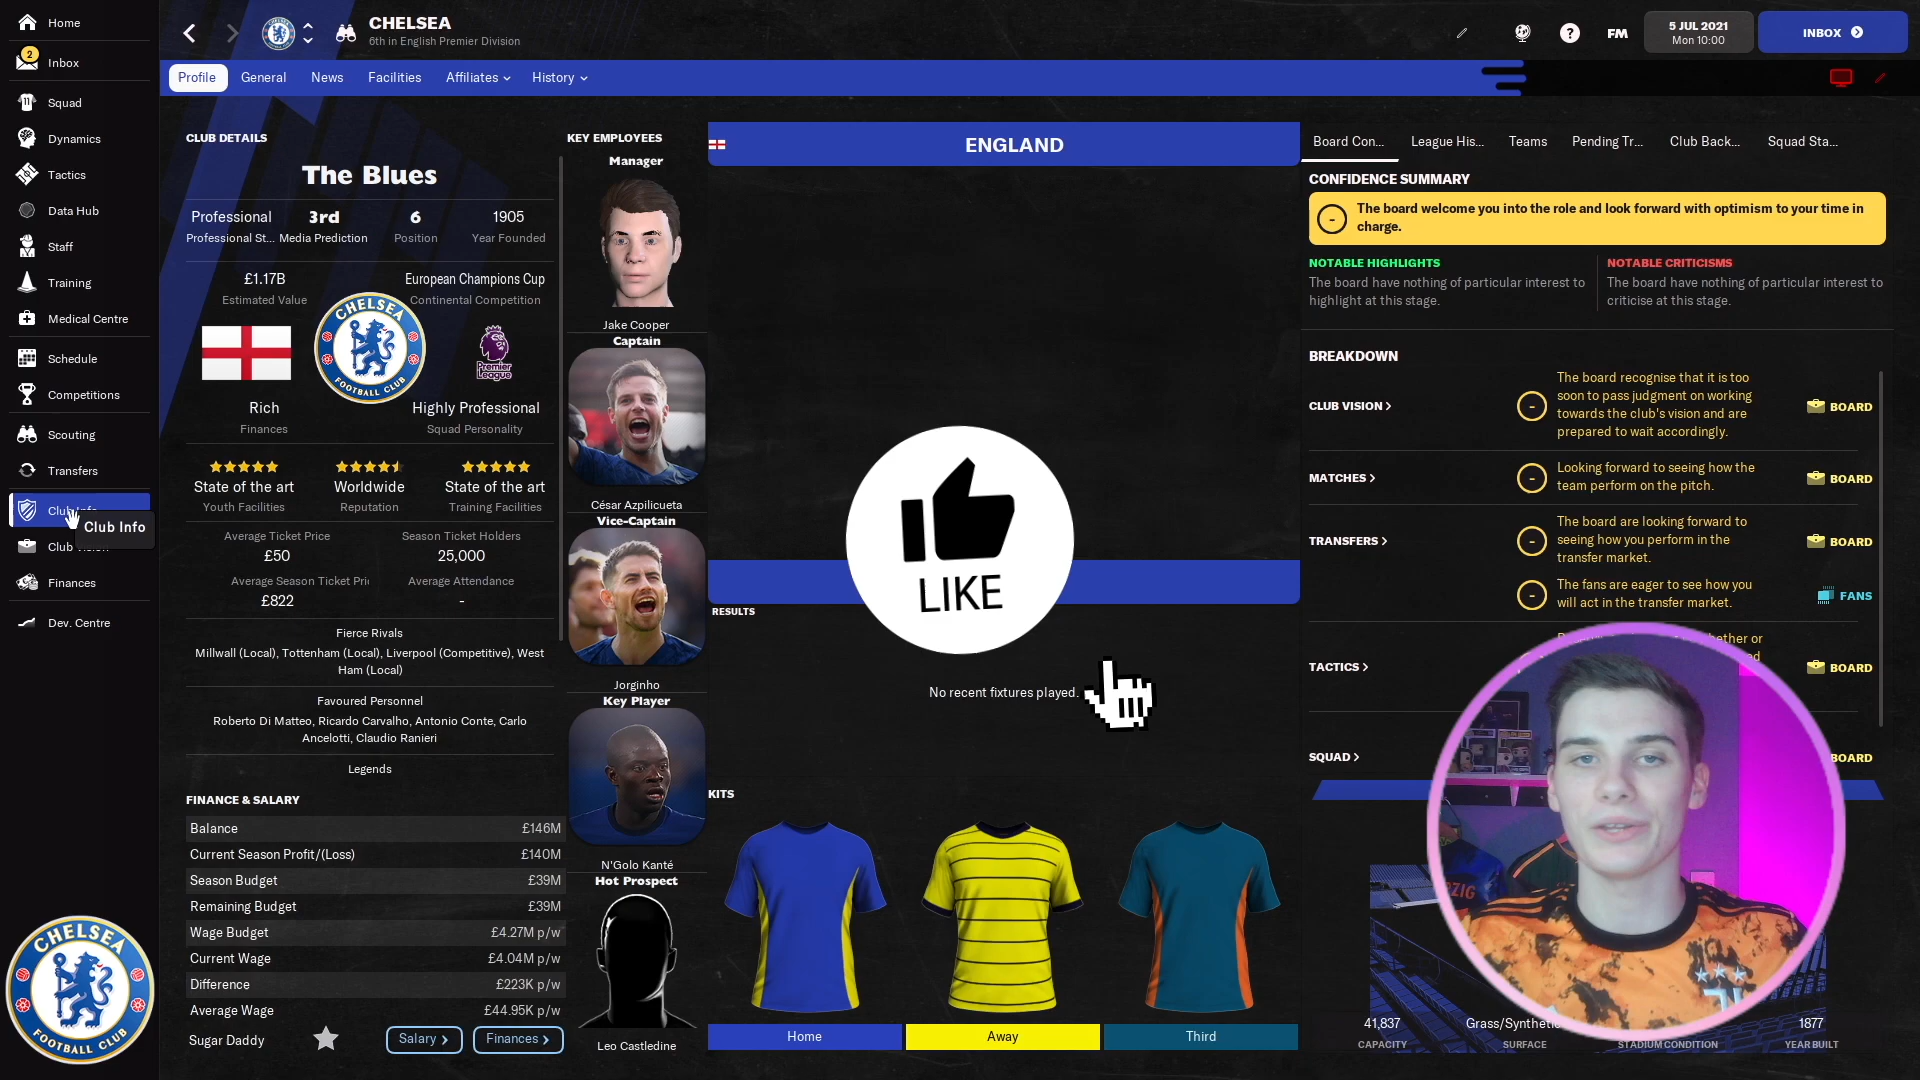 Home
2
Inbox
Squad
Dynamics
Tactics
Data Hub
Staff
Training
Medical Centre
Schedule
Competitions
Scouting
Transfers
Club Info
Club
Finances
Dev. Centre
CHELSEA
FOOTBALL CLUB
CHELSEA
6th in English Premier Division
?
FM
5 JUL 2021
Mon 10:00
INBOX
Profile
General
News
Facilities
Affiliates
History
CLUB DETAILS
The Blues
Professional
Professional St...
3rd
Media Prediction
6
Position
1905
Year Founded
£1.17B
Estimated Value
European Champions Cup
Continental Competition
CHELSEA
FOOTBALL CLUB
Premier
League
Rich
Finances
Highly Professional
Squad Personality
State of the art
Youth Facilities
Worldwide
Reputation
State of the art
Training Facilities
Average Ticket Price
£50
Season Ticket Holders
25,000
Average Season Ticket Pri
£822
Average Attendance
-
Fierce Rivals
Millwall (Local), Tottenham (Local), Liverpool (Competitive), West
Ham (Local)
Favoured Personnel
Roberto Di Matteo, Ricardo Carvalho, Antonio Conte, Carlo
Ancelotti, Claudio Ranieri
Legends
FINANCE & SALARY
Balance £146M
Current Season Profit/(Loss) £140M
Season Budget £39M
Remaining Budget £39M
Wage Budget £4.27M p/w
Current Wage £4.04M p/w
Difference £223K p/w
Average Wage £44.95K p/w
Sugar Daddy
Salary
Finances
KEY EMPLOYEES
Manager
Jake Cooper
Captain
César Azpilicueta
Vice-Captain
Jorginho
Key Player
N'Golo Kanté
Hot Prospect
Leo Castledine
ENGLAND
LIKE
RESULTS
No recent fixtures played.
KITS
Home
Away
Third
Board Con...
League His...
Teams
Pending Tr...
Club Back...
Squad Sta...
CONFIDENCE SUMMARY
- The board welcome you into the role and look forward with optimism to your time in
charge.
NOTABLE HIGHLIGHTS
The board have nothing of particular interest to
highlight at this stage.
NOTABLE CRITICISMS
The board have nothing of particular interest to
criticise at this stage.
BREAKDOWN
CLUB VISION
-
The board recognise that it is too
soon to pass judgment on working
towards the club's vision and are
prepared to wait accordingly.
BOARD
MATCHES
-
Looking forward to seeing how the
team perform on the pitch.
BOARD
TRANSFERS
-
The board are looking forward to
seeing how you perform in the
transfer market.
BOARD
-
The fans are eager to see how you
will act in the transfer market.
FANS
TACTICS
BOARD
SQUAD
BOARD
41,837
CAPACITY
Grass/Synthetic
SURFACE
STADIUM CONDITION
1877
YEAR BUILT